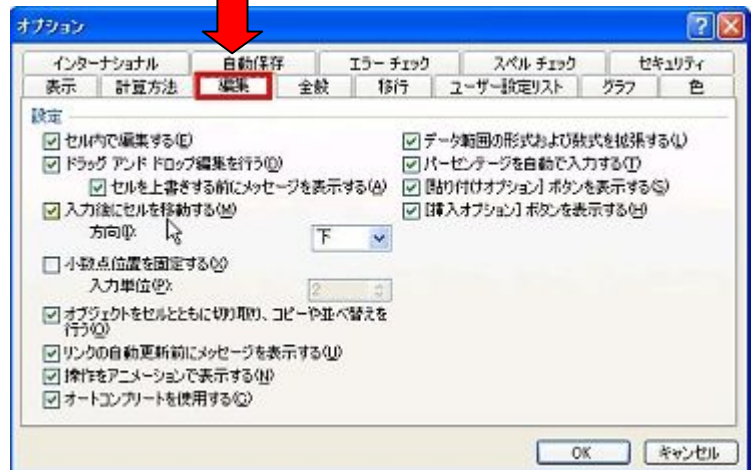 オプション
インターナショナル 自動保存 エラー チェック スペル チェック セキュリティ
表示 計算方法 編集 全般 移行 ユーザー設定リスト グラフ 色
設定
セル内で編集する(E)
ドラッグ アンド ドロップ編集を行う(D)
セルを上書きする前にメッセージを表示する(A)
入力後にセルを移動する(M)
方向(I): 下
小数点位置を固定する(X)
入力単位(P): 2
オブジェクトをセルとともに切り取り、コピーや並べ替えを
行う(O)
リンクの自動更新前にメッセージを表示する(U)
操作をアニメーションで表示する(N)
オートコンプリートを使用する(C)
データ範囲の形式および数式を拡張する(L)
パーセンテージを自動で入力する(T)
[貼り付けオプション] ボタンを表示する(S)
[挿入オプション] ボタンを表示する(H)
OK キャンセル